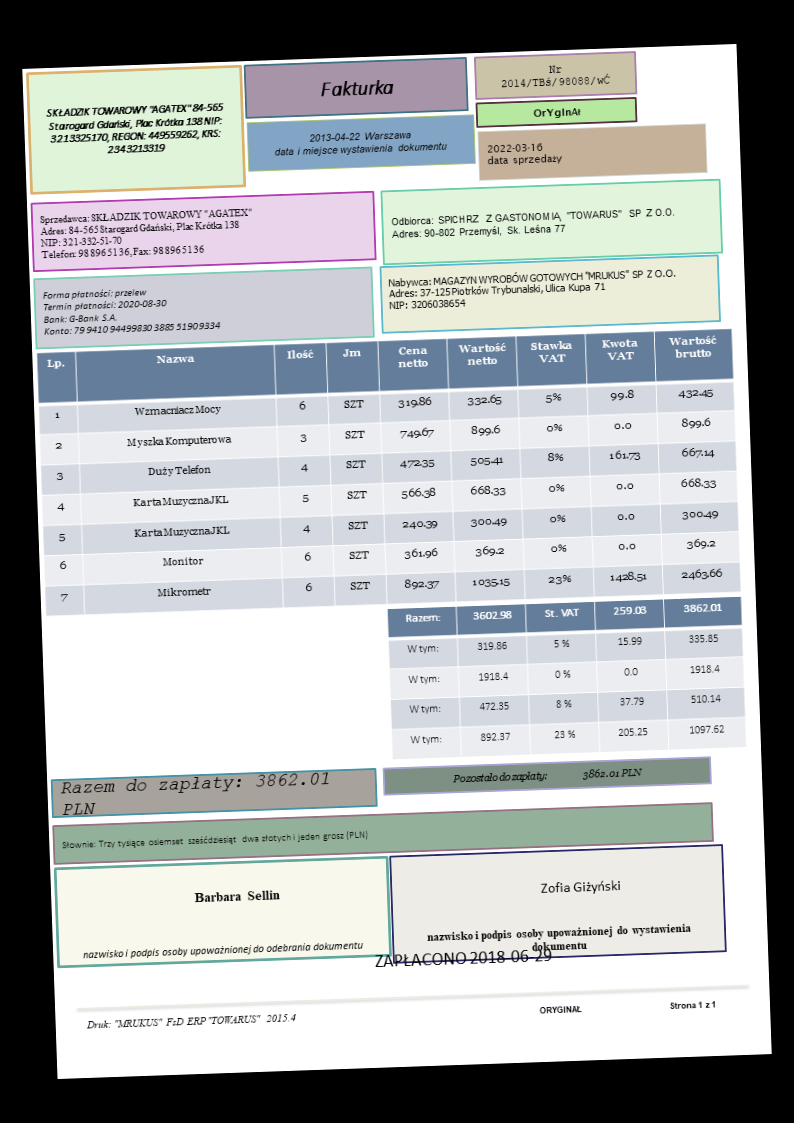 SKŁADZIK TOWAROWY "AGATEX" 84-565
Starogard Gdański, Plac Krótka 138 NIP:
3213325170, REGON: 449559262, KRS:
2343213319
Fakturka
2013-04-22 Warszawa
data i miejsce wystawienia dokumentu
Nr
2014/TBś/98088/wĆ
OrYgInAł
2022-03-16
data sprzedaży
Sprzedawca: SKŁADZIK TOWAROWY "AGATEX"
Adres: 84-565 Starogard Gdański, Plac Krótka 138
NIP: 321-332-51-70
Telefon: 988965136, Fax: 988965136
Odbiorca: SPICHRZ Z GASTONOMIĄ "TOWARUS" SP Z O.O.
Adres: 90-802 Przemyśl, Sk. Leśna 77
Forma płatności: przelew
Termin płatności: 2020-08-30
Bank: G-Bank S.A.
Konto: 79 9410 94499830 3885 51909334
Nabywca: MAGAZYN WYROBÓW GOTOWYCH "MRUKUS" SP Z O.O.
Adres: 37-125 Piotrków Trybunalski, Ulica Kupa 71
NIP: 3206038654
Lp. Nazwa Ilość Jm Cena netto Wartość netto Stawka VAT Kwota VAT Wartość brutto
1 Wzmacniacz Mocy 6 SZT 319.86 332.65 5% 99.8 432.45
2 Myszka Komputerowa 3 SZT 749.67 899.6 0% 0.0 899.6
3 Duży Telefon 4 SZT 472.35 505.41 8% 161.73 667.14
4 Karta Muzyczna JKL 5 SZT 566.38 668.33 0% 0.0 668.33
5 Karta Muzyczna JKL 4 SZT 240.39 300.49 0% 0.0 300.49
6 Monitor 6 SZT 361.96 369.2 0% 0.0 369.2
7 Mikrometr 6 SZT 892.37 1035.15 23% 1428.51 2463.66
Razem: 3602.98 St. VAT 259.03 3862.01
W tym: 319.86 5 % 15.99 335.85
W tym: 1918.4 0 % 0.0 1918.4
W tym: 472.35 8 % 37.79 510.14
W tym: 892.37 23 % 205.25 1097.62
Razem do zapłaty: 3862.01
PLN
Pozostało do zapłaty: 3862.01 PLN
Słownie: Trzy tysiące osiemset sześćdziesiąt dwa złotych i jeden grosz (PLN)
Barbara Sellin
nazwisko i podpis osoby upoważnionej do odebrania dokumentu
Zofia Giżyński
nazwisko i podpis osoby upoważnionej do wystawienia
dokumentu
ZAPŁACONO 2018-06-29
Druk: "MRUKUS" FzD ERP "TOWARUS" 2015.4
ORYGINAŁ
Strona 1 z 1